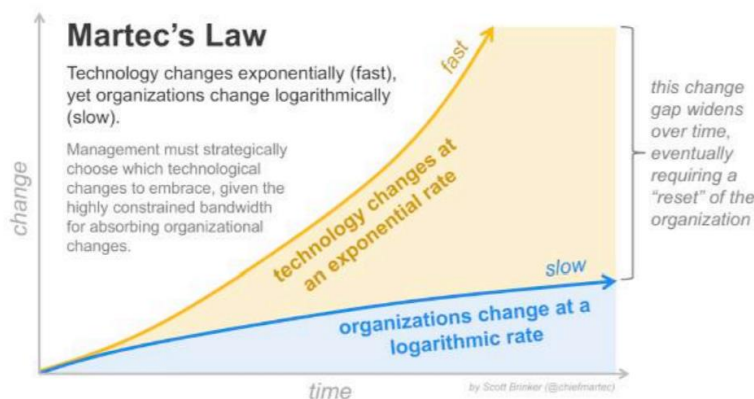 Martec's Law
Technology changes exponentially (fast),
yet organizations change logarithmically
(slow).
Management must strategically
choose which technological
changes to embrace, given the
highly constrained bandwidth
for absorbing organizational
changes.
change
fast
technology changes at
an exponential rate
this change
gap widens
over time,
eventually
requiring a
"reset" of the
organization
slow
organizations change at a
logarithmic rate
time
by Scott Brinker (@chiefmartec)